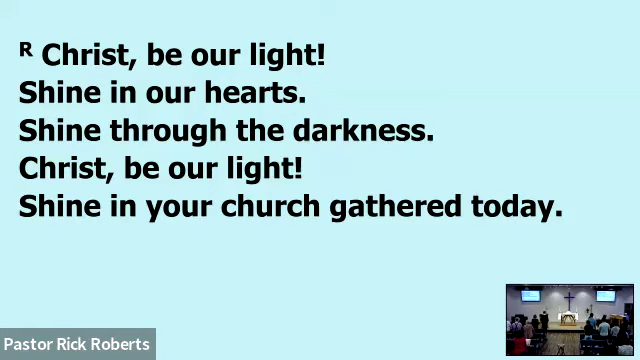 R Christ, be our light!
Shine in our hearts.
Shine through the darkness.
Christ, be our light!
Shine in your church gathered today.
Pastor Rick Roberts